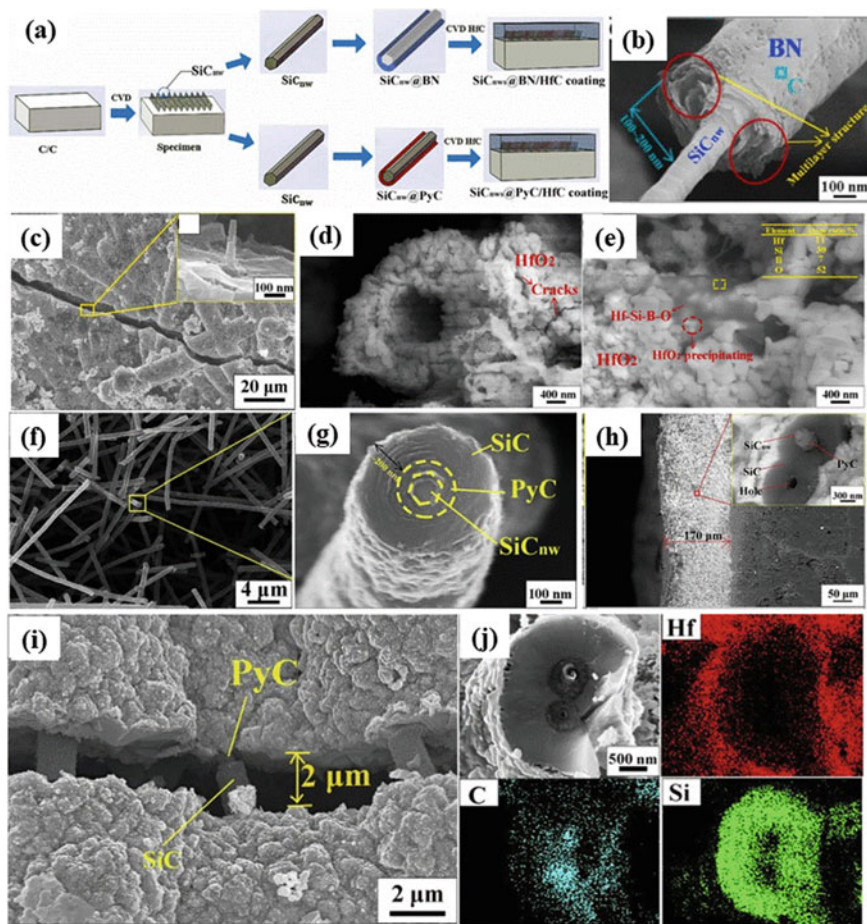 (a)
SiCnw
SiCnw
CVD HfC
SiCnw@BN
SiCnws@BN/HfC coating
CVD
C/C
Specimen
SiCnw
CVD HfC
SiCnw@PyC
SiCnws@PyC/HfC coating
(b)
BN
C
100~200 nm
SiCnw
Multilayer structure
100 nm
(c)
100 nm
20 μm
(d)
HfO2
Cracks
400 nm
(e)
Element
Hf 11
Si 30
B 7
O 52
Hf-Si-B-O
HfO2 precipitating
HfO2
400 nm
(f)
4 μm
(g)
SiC
~200 nm
PyC
SiCnw
100 nm
(h)
SiCnw
PyC
SiC
Hole
300 nm
~170 μm
50 μm
(i)
PyC
2 μm
SiC
2 μm
(j)
500 nm
Hf
C
Si